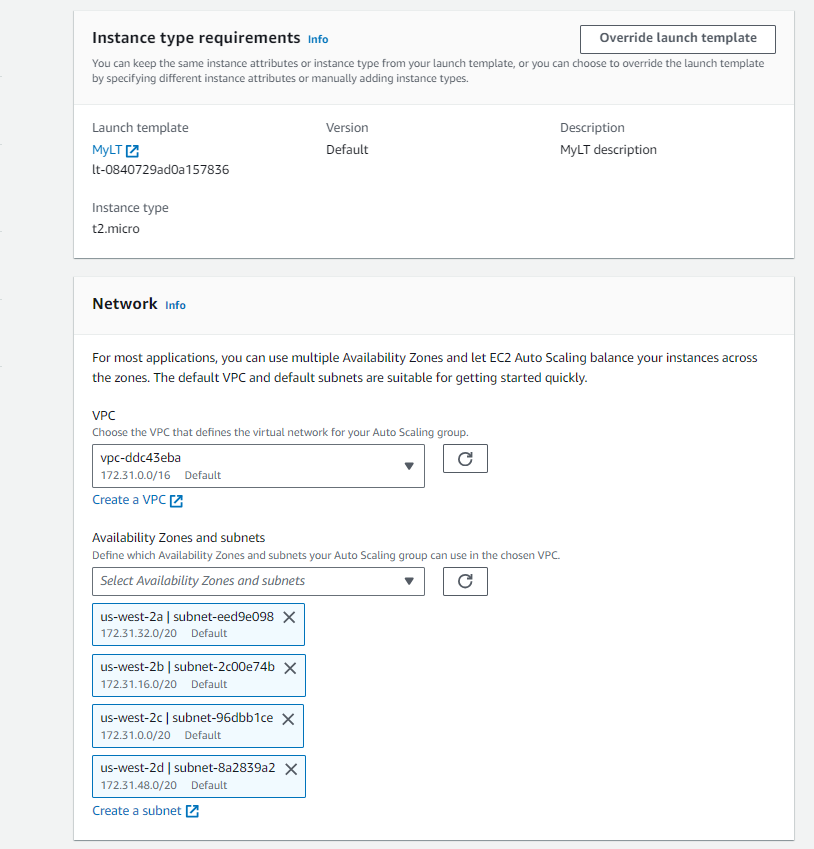 Instance type requirements Info
Override launch template
You can keep the same instance attributes or instance type from your launch template, or you can choose to override the launch template
by specifying different instance attributes or manually adding instance types.
Launch template
MyLT
lt-0840729ad0a157836
Version
Default
Description
MyLT description
Instance type
t2.micro
Network Info
For most applications, you can use multiple Availability Zones and let EC2 Auto Scaling balance your instances across
the zones. The default VPC and default subnets are suitable for getting started quickly.
VPC
Choose the VPC that defines the virtual network for your Auto Scaling group.
vpc-ddc43eba
172.31.0.0/16 Default
Create a VPC
Availability Zones and subnets
Define which Availability Zones and subnets your Auto Scaling group can use in the chosen VPC.
Select Availability Zones and subnets
us-west-2a | subnet-eed9e098
172.31.32.0/20 Default
us-west-2b | subnet-2c00e74b
172.31.16.0/20 Default
us-west-2c | subnet-96dbb1ce
172.31.0.0/20 Default
us-west-2d | subnet-8a2839a2
172.31.48.0/20 Default
Create a subnet